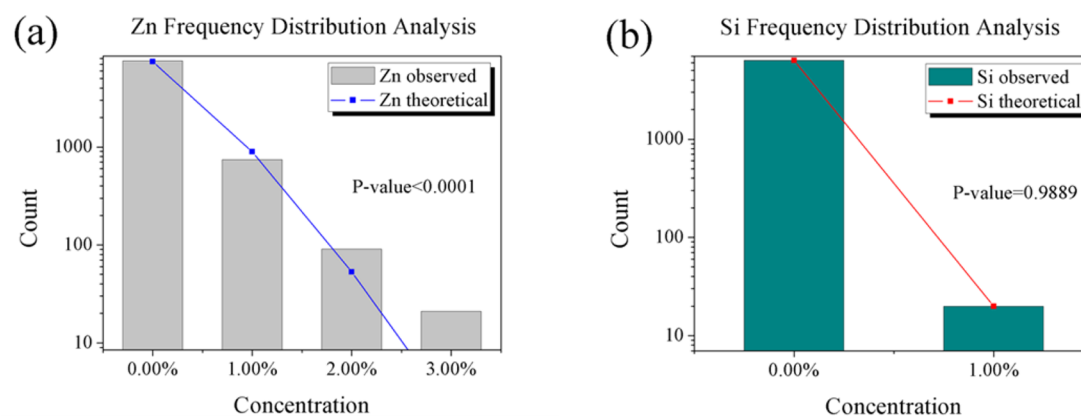 (a)
Zn Frequency Distribution Analysis
Zn observed
Zn theoretical
P-value<0.0001
1000
100
10
Count
0.00%
1.00%
2.00%
3.00%
Concentration
(b)
Si Frequency Distribution Analysis
Si observed
Si theoretical
P-value=0.9889
1000
100
10
Count
0.00%
1.00%
Concentration